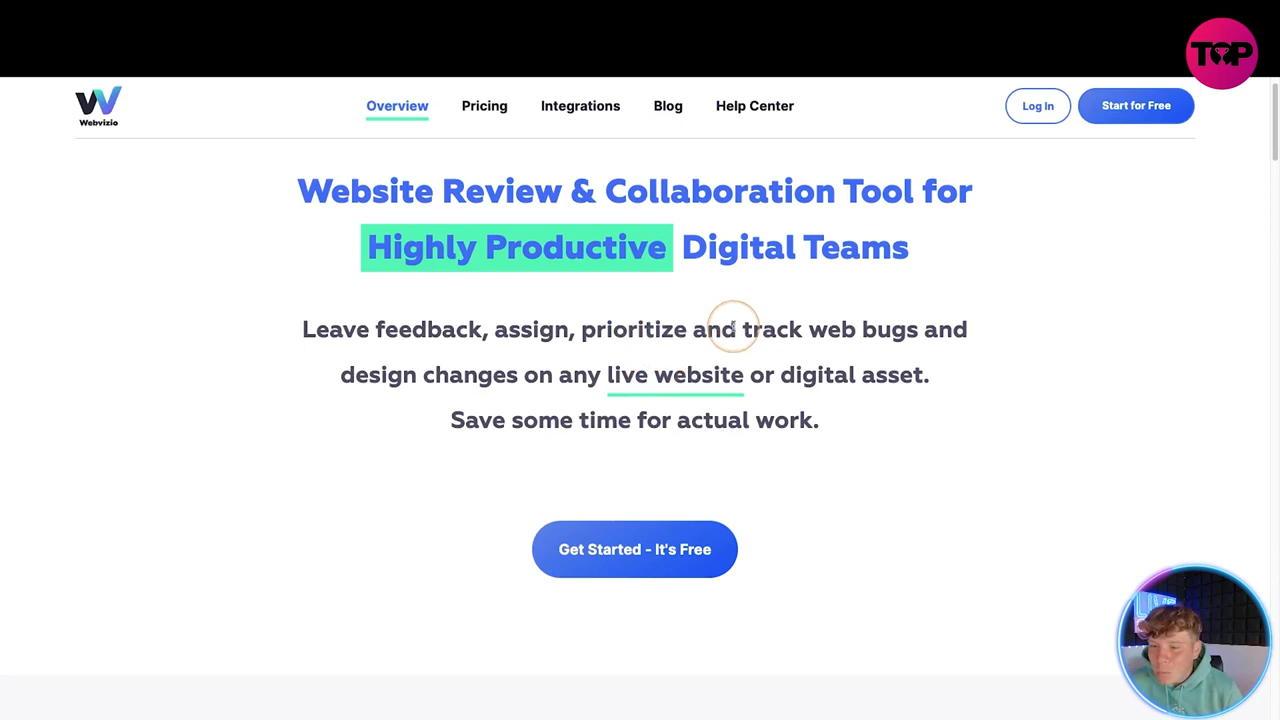 TOP
Webvizio
Overview
Pricing
Integrations
Blog
Help Center
Log In
Start for Free
Website Review & Collaboration Tool for
Highly Productive Digital Teams
Leave feedback, assign, prioritize and track web bugs and
design changes on any live website or digital asset.
Save some time for actual work.
Get Started - It's Free